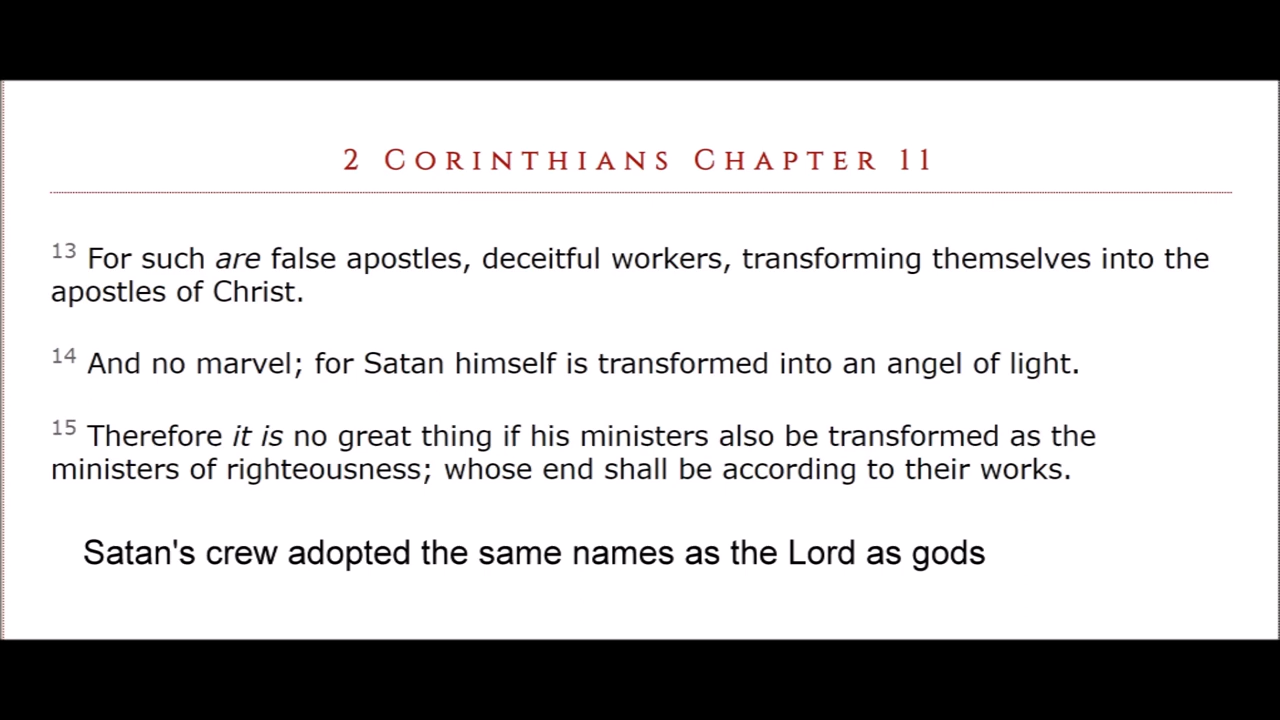 2 Corinthians Chapter 11
13 For such are false apostles, deceitful workers, transforming themselves into the
apostles of Christ.
14 And no marvel; for Satan himself is transformed into an angel of light.
15 Therefore it is no great thing if his ministers also be transformed as the
ministers of righteousness; whose end shall be according to their works.
Satan's crew adopted the same names as the Lord as gods